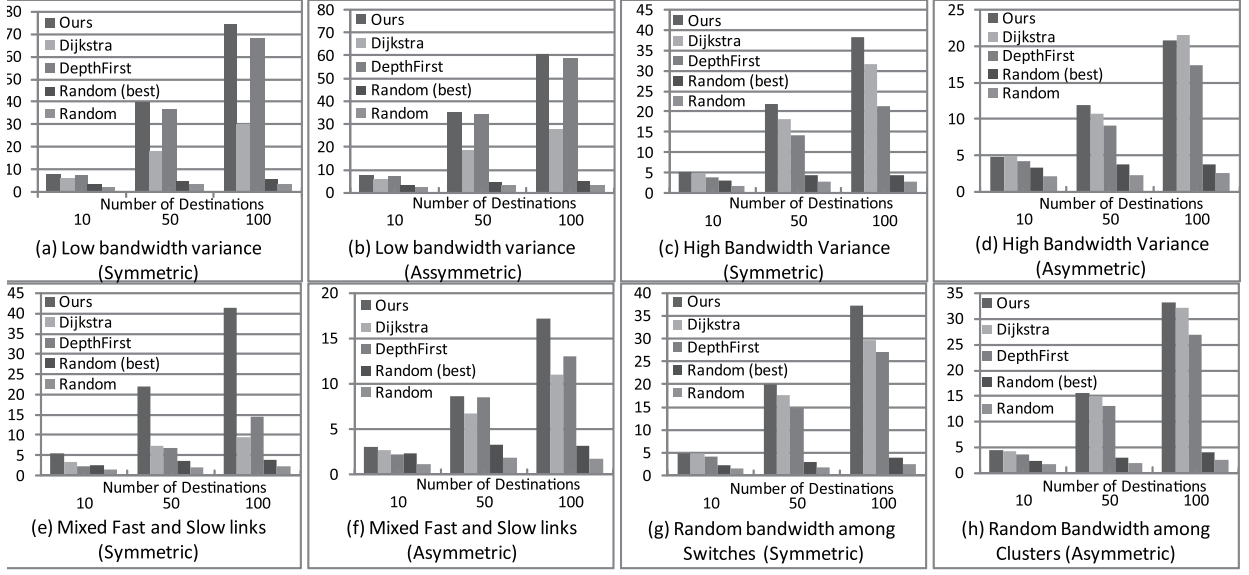 80
70
60
50
40
30
20
10
0
Ours
Dijkstra
DepthFirst
Random (best)
Random
Number of Destinations
10 50 100
(a) Low bandwidth variance
(Symmetric)
80
70
60
50
40
30
20
10
0
Ours
Dijkstra
DepthFirst
Random (best)
Random
Number of Destinations
10 50 100
(b) Low bandwidth variance
(Assymmetric)
45
40
35
30
25
20
15
10
5
0
Ours
Dijkstra
DepthFirst
Random (best)
Random
Number of Destinations
10 50 100
(c) High Bandwidth Variance
(Symmetric)
25
20
15
10
5
0
Ours
Dijkstra
DepthFirst
Random (best)
Random
Number of Destinations
10 50 100
(d) High Bandwidth Variance
(Asymmetric)
45
40
35
30
25
20
15
10
5
0
Ours
Dijkstra
DepthFirst
Random (best)
Random
Number of Destinations
10 50 100
(e) Mixed Fast and Slow links
(Symmetric)
20
15
10
5
0
Ours
Dijkstra
DepthFirst
Random (best)
Random
Number of Destinations
10 50 100
(f) Mixed Fast and Slow links
(Asymmetric)
40
35
30
25
20
15
10
5
0
Ours
Dijkstra
DepthFirst
Random (best)
Random
Number of Destinations
10 50 100
(g) Random bandwidth among
Switches (Symmetric)
35
30
25
20
15
10
5
0
Ours
Dijkstra
DepthFirst
Random (best)
Random
Number of Destinations
10 50 100
(h) Random Bandwidth among
Clusters (Asymmetric)